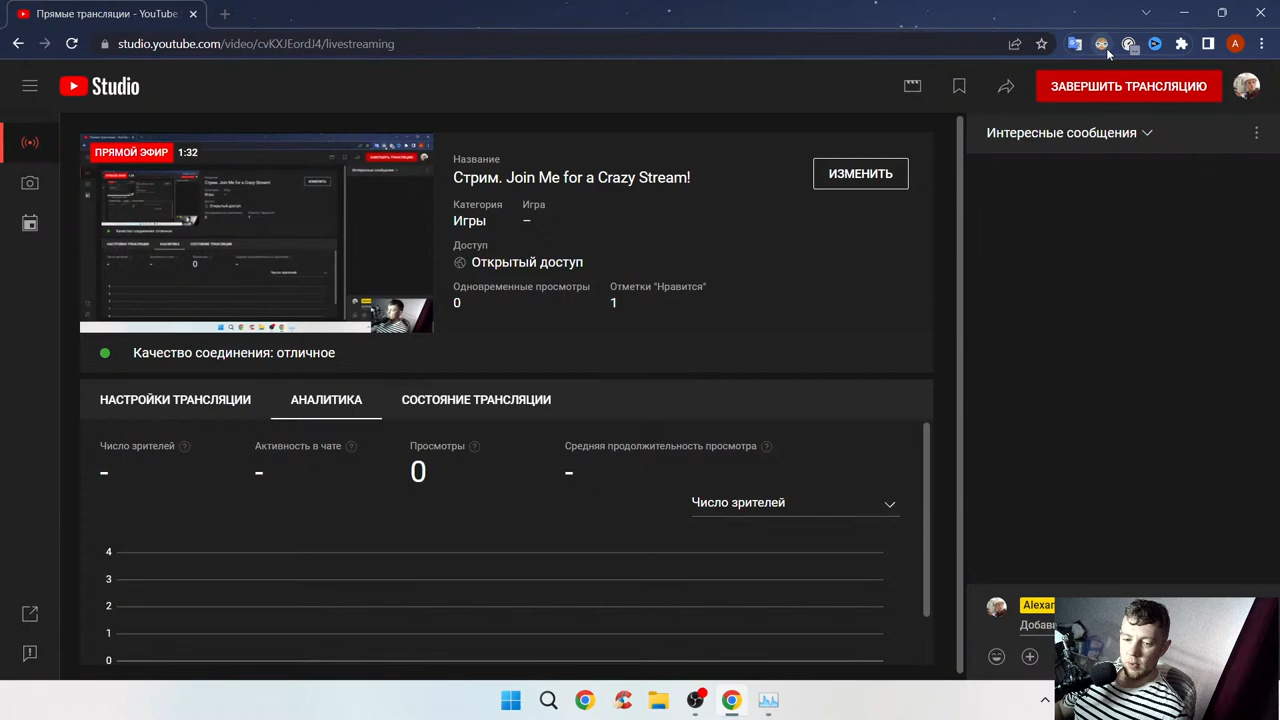 Прямые трансляции - YouTube
studio.youtube.com/video/cvKXJEordJ4/livestreaming
A
Studio
ЗАВЕРШИТЬ ТРАНСЛЯЦИЮ
ПРЯМОЙ ЭФИР 1:32
Название
Стрим. Join Me for a Crazy Stream!
ИЗМЕНИТЬ
Категория
Игра
Игры
–
Доступ
Открытый доступ
Одновременные просмотры
Отметки "Нравится"
0
1
Качество соединения: отличное
Интересные сообщения
НАСТРОЙКИ ТРАНСЛЯЦИИ
АНАЛИТИКА
СОСТОЯНИЕ ТРАНСЛЯЦИИ
Число зрителей
Активность в чате
Просмотры
Средняя продолжительность просмотра
-
-
0
-
Число зрителей
4
3
2
1
0
Alexan
Добави